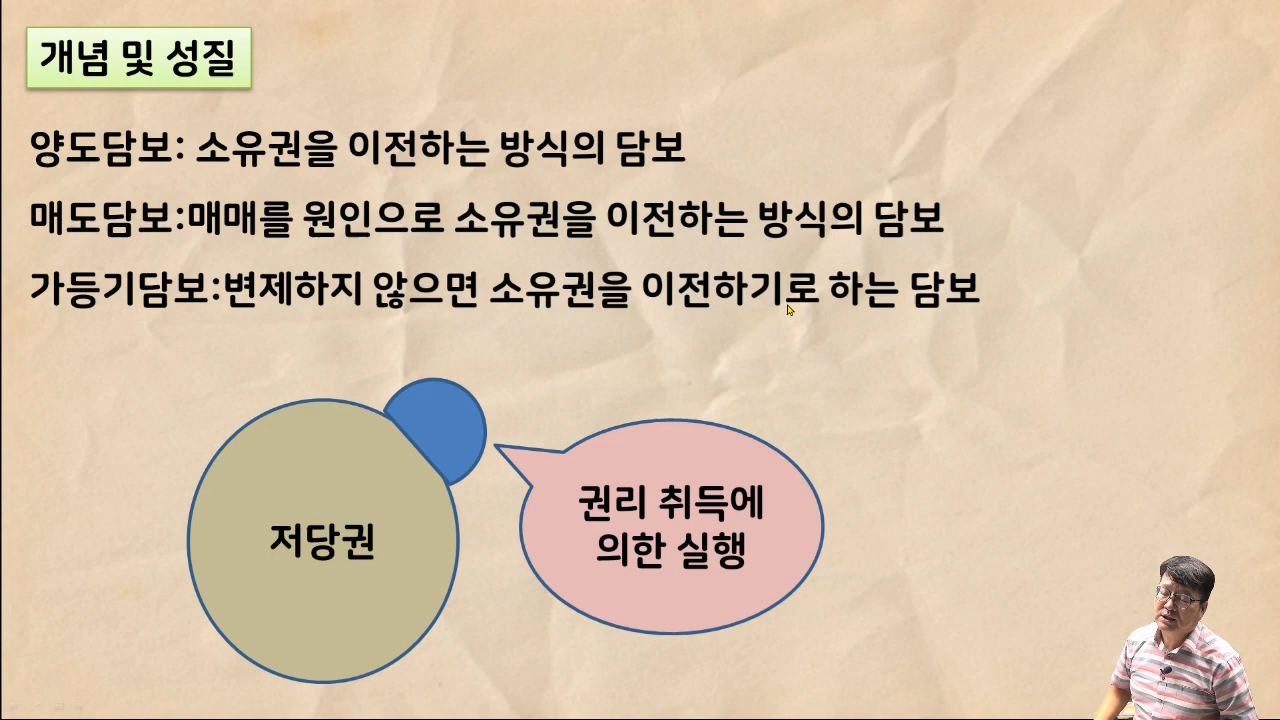 개념 및 성질
양도담보: 소유권을 이전하는 방식의 담보
매도담보:매매를 원인으로 소유권을 이전하는 방식의 담보
가등기담보:변제하지 않으면 소유권을 이전하기로 하는 담보
저당권
권리 취득에
의한 실행